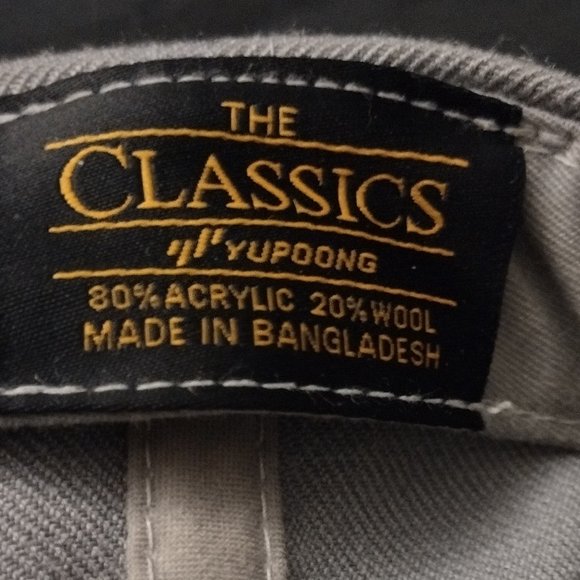 THE
CLASSICS
YUPOONG
80% ACRYLIC 20% WOOL
MADE IN BANGLADESH